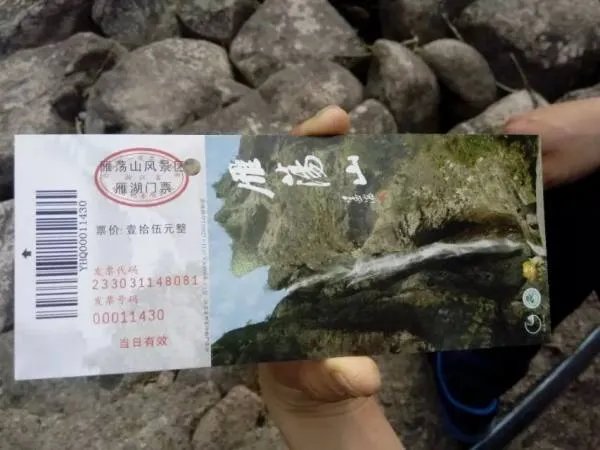 雁荡山风景区
雁湖门票
票价:壹拾伍元整
发票代码
233031148081
发票号码
00011430
当日有效
YHQ00011430
雁荡山